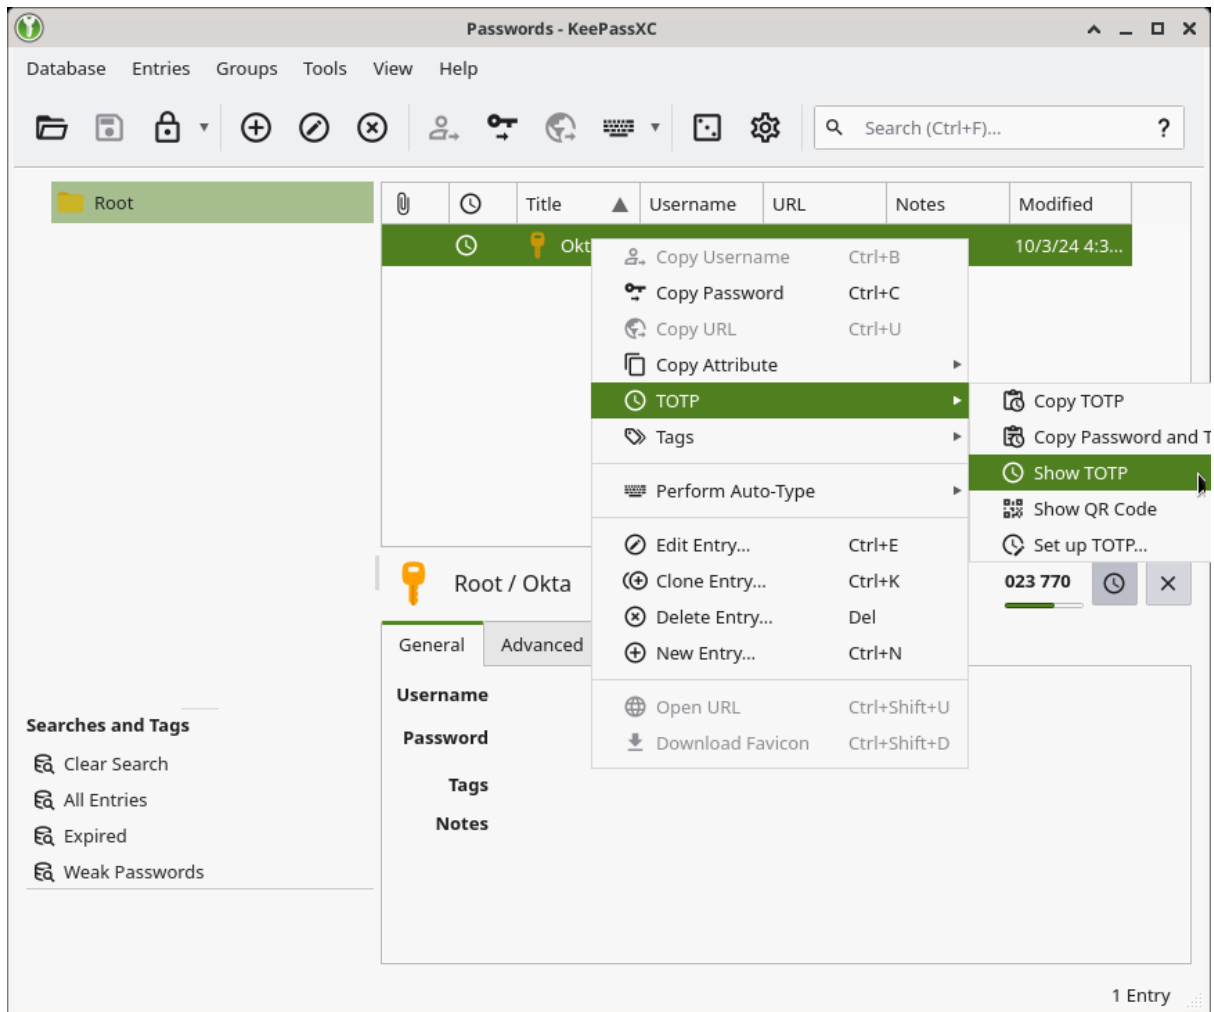 Passwords - KeePassXC
Database Entries Groups Tools View Help
Search (Ctrl+F)... ?
Root
Title Username URL Notes Modified
Okt 10/3/24 4:3...
Copy Username Ctrl+B
Copy Password Ctrl+C
Copy URL Ctrl+U
Copy Attribute
TOTP
Tags
Perform Auto-Type
Edit Entry... Ctrl+E
Clone Entry... Ctrl+K
Delete Entry... Del
New Entry... Ctrl+N
Open URL Ctrl+Shift+U
Download Favicon Ctrl+Shift+D
Copy TOTP
Copy Password and T
Show TOTP
Show QR Code
Set up TOTP...
Root / Okta 023 770
General Advanced
Username
Password
Tags
Notes
Searches and Tags
Clear Search
All Entries
Expired
Weak Passwords
1 Entry